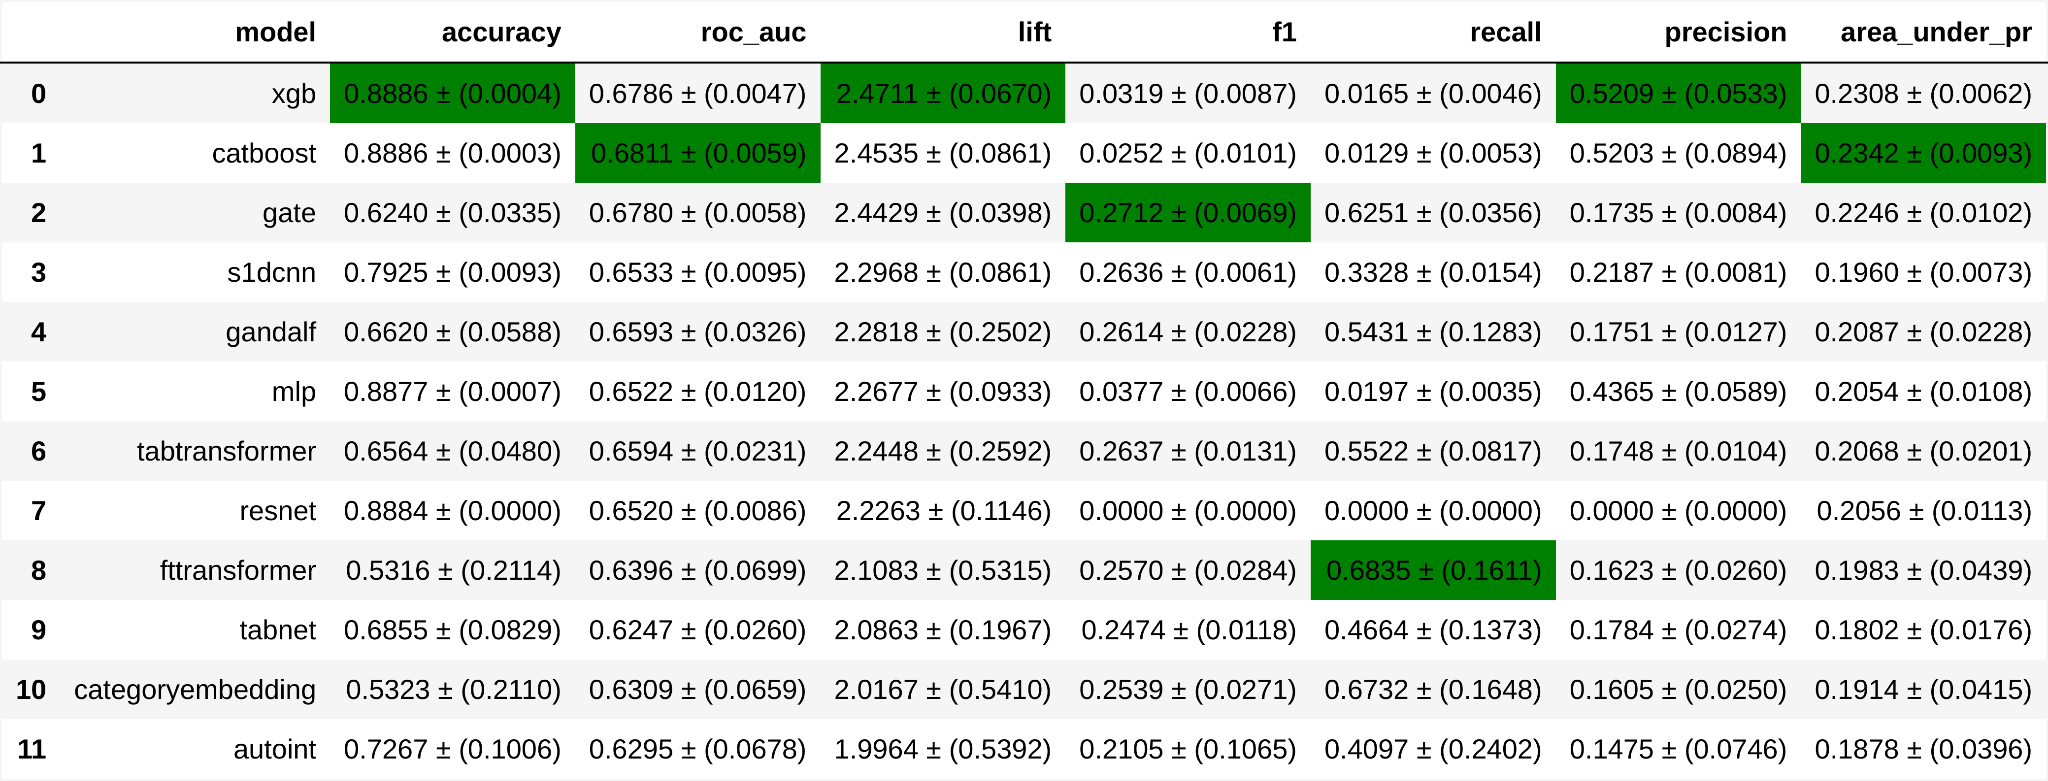 model accuracy roc_auc lift f1 recall precision area_under_pr
0 xgb 0.8886 ± (0.0004) 0.6786 ± (0.0047) 2.4711 ± (0.0670) 0.0319 ± (0.0087) 0.0165 ± (0.0046) 0.5209 ± (0.0533) 0.2308 ± (0.0062)
1 catboost 0.8886 ± (0.0003) 0.6811 ± (0.0059) 2.4535 ± (0.0861) 0.0252 ± (0.0101) 0.0129 ± (0.0053) 0.5203 ± (0.0894) 0.2342 ± (0.0093)
2 gate 0.6240 ± (0.0335) 0.6780 ± (0.0058) 2.4429 ± (0.0398) 0.2712 ± (0.0069) 0.6251 ± (0.0356) 0.1735 ± (0.0084) 0.2246 ± (0.0102)
3 s1dcnn 0.7925 ± (0.0093) 0.6533 ± (0.0095) 2.2968 ± (0.0861) 0.2636 ± (0.0061) 0.3328 ± (0.0154) 0.2187 ± (0.0081) 0.1960 ± (0.0073)
4 gandalf 0.6620 ± (0.0588) 0.6593 ± (0.0326) 2.2818 ± (0.2502) 0.2614 ± (0.0228) 0.5431 ± (0.1283) 0.1751 ± (0.0127) 0.2087 ± (0.0228)
5 mlp 0.8877 ± (0.0007) 0.6522 ± (0.0120) 2.2677 ± (0.0933) 0.0377 ± (0.0066) 0.0197 ± (0.0035) 0.4365 ± (0.0589) 0.2054 ± (0.0108)
6 tabtransformer 0.6564 ± (0.0480) 0.6594 ± (0.0231) 2.2448 ± (0.2592) 0.2637 ± (0.0131) 0.5522 ± (0.0817) 0.1748 ± (0.0104) 0.2068 ± (0.0201)
7 resnet 0.8884 ± (0.0000) 0.6520 ± (0.0086) 2.2263 ± (0.1146) 0.0000 ± (0.0000) 0.0000 ± (0.0000) 0.0000 ± (0.0000) 0.2056 ± (0.0113)
8 fttransformer 0.5316 ± (0.2114) 0.6396 ± (0.0699) 2.1083 ± (0.5315) 0.2570 ± (0.0284) 0.6835 ± (0.1611) 0.1623 ± (0.0260) 0.1983 ± (0.0439)
9 tabnet 0.6855 ± (0.0829) 0.6247 ± (0.0260) 2.0863 ± (0.1967) 0.2474 ± (0.0118) 0.4664 ± (0.1373) 0.1784 ± (0.0274) 0.1802 ± (0.0176)
10 categoryembedding 0.5323 ± (0.2110) 0.6309 ± (0.0659) 2.0167 ± (0.5410) 0.2539 ± (0.0271) 0.6732 ± (0.1648) 0.1605 ± (0.0250) 0.1914 ± (0.0415)
11 autoint 0.7267 ± (0.1006) 0.6295 ± (0.0678) 1.9964 ± (0.5392) 0.2105 ± (0.1065) 0.4097 ± (0.2402) 0.1475 ± (0.0746) 0.1878 ± (0.0396)